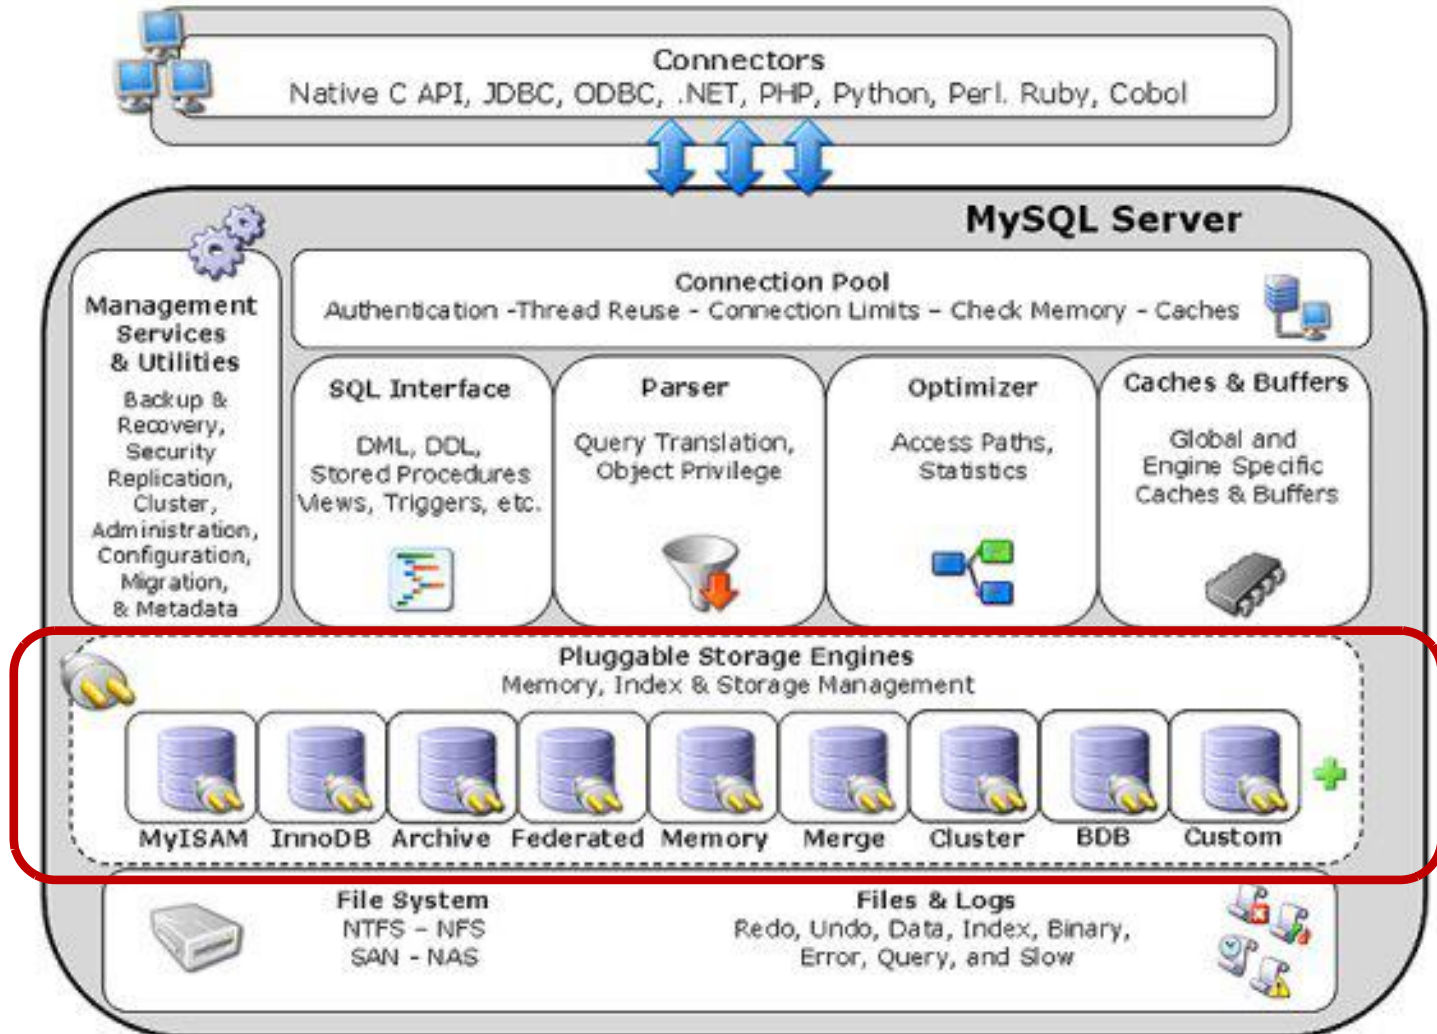 Connectors
Native C API, JDBC, ODBC, .NET, PHP, Python, Perl. Ruby, Cobol
MySQL Server
Management
Services
& Utilities
Backup &
Recovery,
Security
Replication,
Cluster,
Administration,
Configuration,
Migration,
& Metadata
Connection Pool
Authentication -Thread Reuse - Connection Limits – Check Memory - Caches
SQL Interface
DML, DDL,
Stored Procedures
Views, Triggers, etc.
Parser
Query Translation,
Object Privilege
Optimizer
Access Paths,
Statistics
Caches & Buffers
Global and
Engine Specific
Caches & Buffers
Pluggable Storage Engines
Memory, Index & Storage Management
MyISAM
InnoDB
Archive
Federated
Memory
Merge
Cluster
BDB
Custom
File System
NTFS – NFS
SAN - NAS
Files & Logs
Redo, Undo, Data, Index, Binary,
Error, Query, and Slow